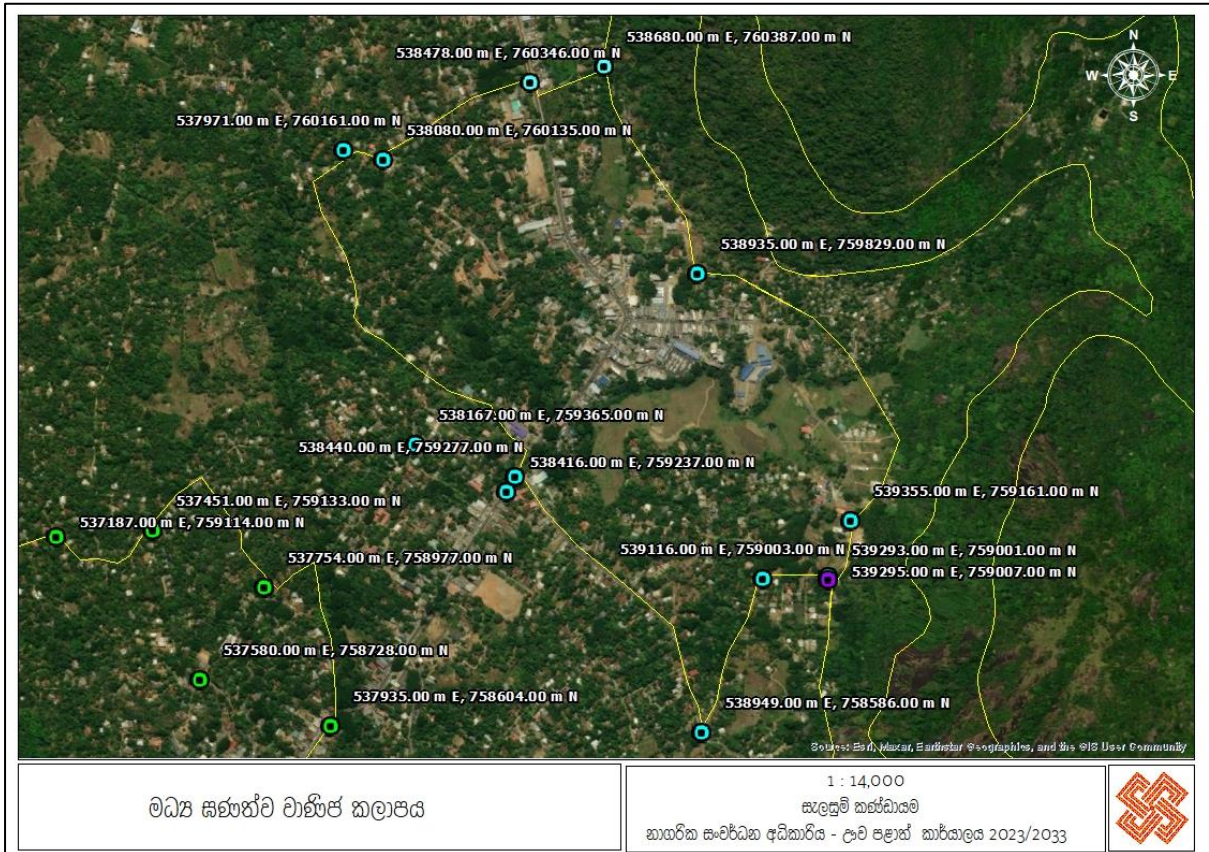 538680.00 m E, 760387.00 m N
538478.00 m E, 760346.00 m N
N
W
E
S
537971.00 m E, 760161.00 m N
538080.00 m E, 760135.00 m N
538935.00 m E, 759829.00 m N
538167.00 m E, 759365.00 m N
538440.00 m E, 759277.00 m N
538416.00 m E, 759237.00 m N
537451.00 m E, 759133.00 m N
539355.00 m E, 759161.00 m N
537187.00 m E, 759114.00 m N
537754.00 m E, 758977.00 m N
539116.00 m E, 759003.00 m N
539293.00 m E, 759001.00 m N
539295.00 m E, 759007.00 m N
537580.00 m E, 758728.00 m N
537935.00 m E, 758604.00 m N
538949.00 m E, 758586.00 m N
Source: Esri, Maxar, Earthstar Geographics, and the GIS User Community
මධ්‍ය ඝණත්ව වාණිජ කලාපය
1 : 14,000
සැලසුම් කණ්ඩායම
නාගරික සංවර්ධන අධිකාරිය - ඌව පළාත් කාර්යාලය 2023/2033